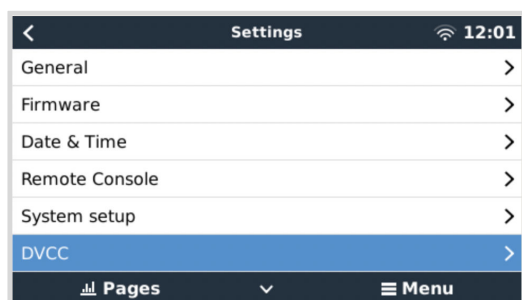 Settings 12:01
General
Firmware
Date & Time
Remote Console
System setup
DVCC
Pages Menu